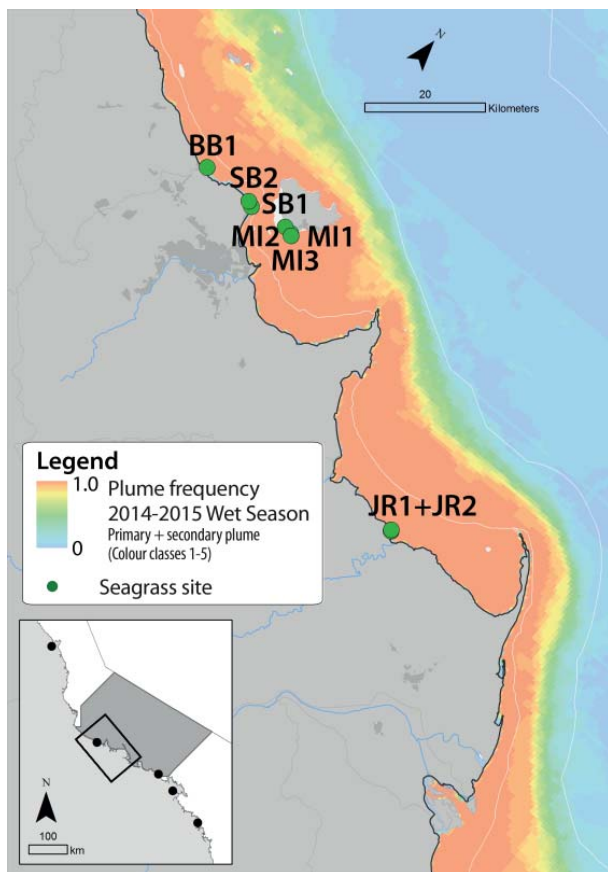 N
20
Kilometers
BB1
SB2
SB1
MI2 MI1
MI3
JR1+JR2
Legend
1.0 Plume frequency
2014-2015 Wet Season
Primary + secondary plume
0 (Colour classes 1-5)
Seagrass site
N
100
km